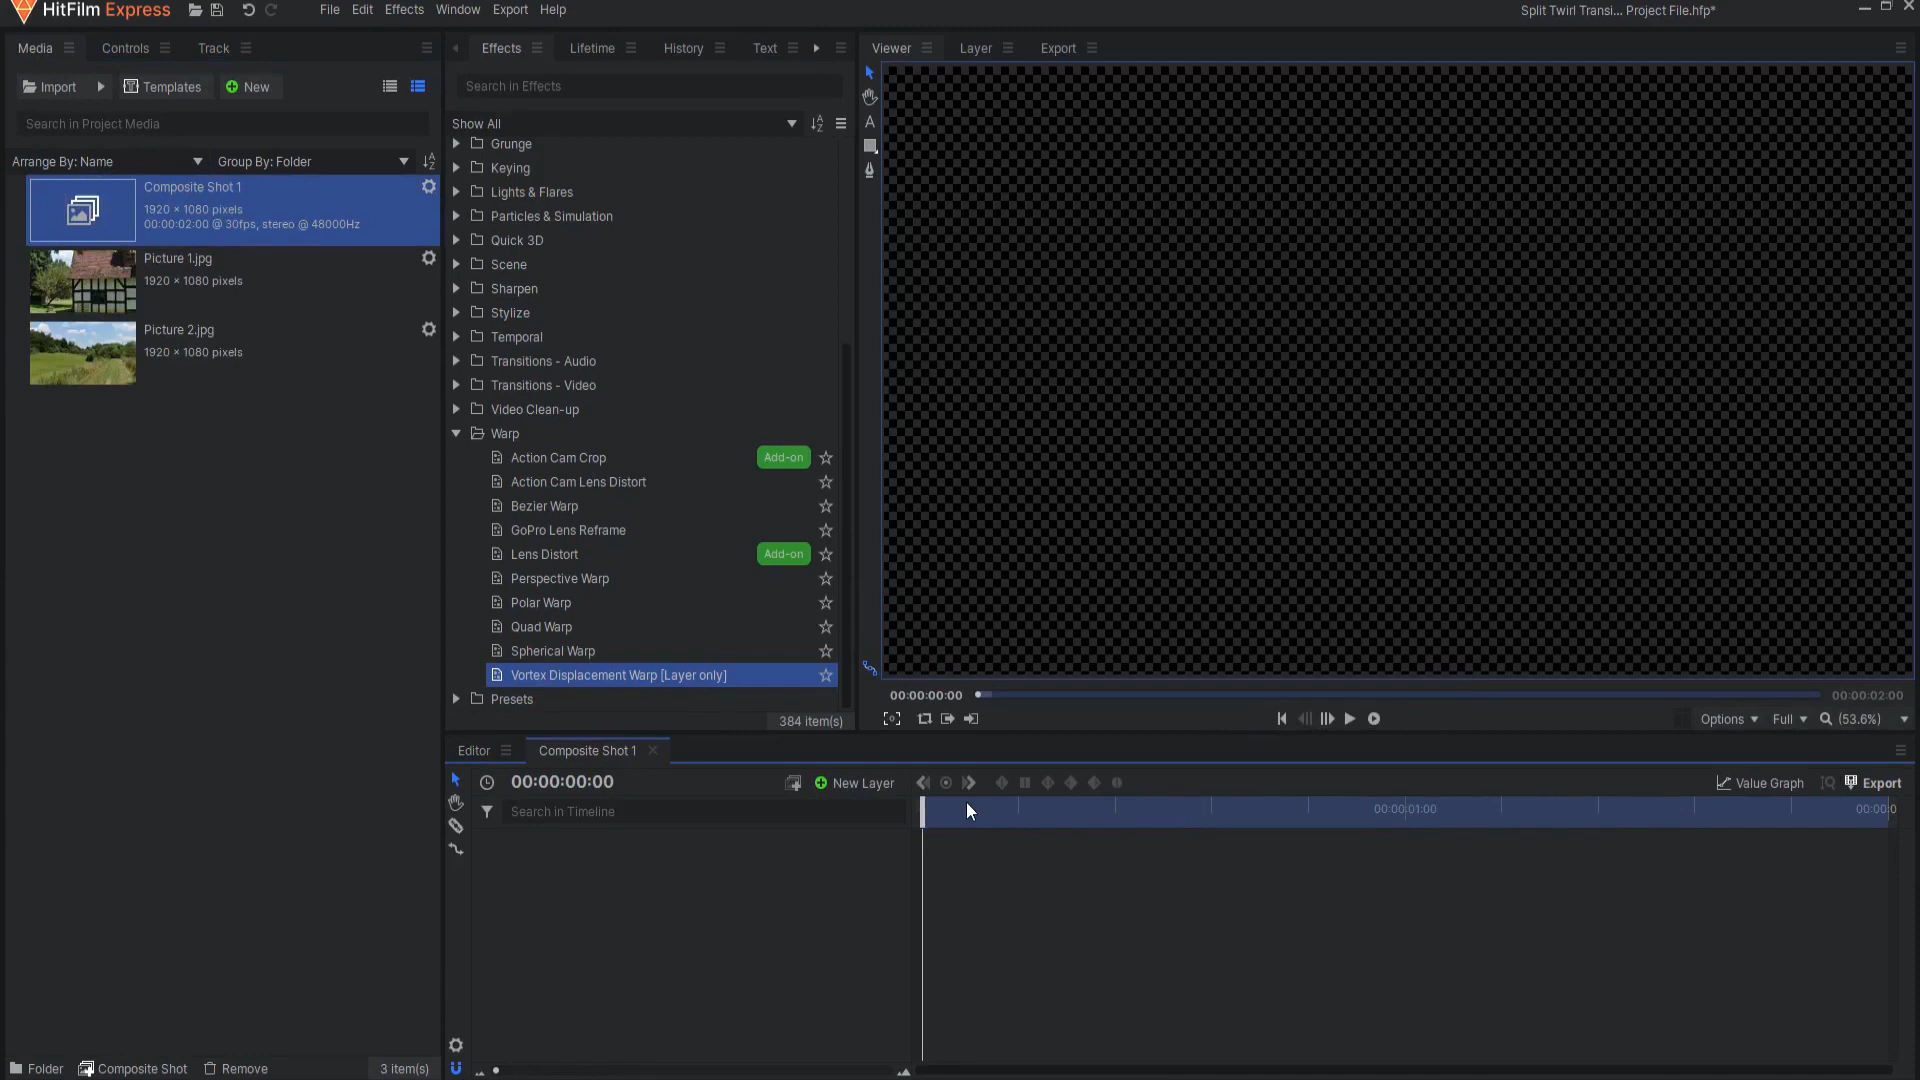 HitFilm Express
File Edit Effects Window Export Help
Split Twirl Transi... Project File.hfp*
Media Controls Track
Effects Lifetime History Text
Viewer Layer Export
Import Templates New
Search in Effects
Search in Project Media
Show All
Arrange By: Name Group By: Folder
Composite Shot 1
1920 × 1080 pixels
00:00:02:00 @ 30fps, stereo @ 48000Hz
Picture 1.jpg
1920 × 1080 pixels
Picture 2.jpg
1920 × 1080 pixels
Grunge
Keying
Lights & Flares
Particles & Simulation
Quick 3D
Scene
Sharpen
Stylize
Temporal
Transitions - Audio
Transitions - Video
Video Clean-up
Warp
Action Cam Crop Add-on
Action Cam Lens Distort
Bezier Warp
GoPro Lens Reframe
Lens Distort Add-on
Perspective Warp
Polar Warp
Quad Warp
Spherical Warp
Vortex Displacement Warp [Layer only]
Presets
384 item(s)
00:00:00:00 00:00:02:00
Options Full (53.6%)
Editor Composite Shot 1
00:00:00:00 New Layer Value Graph Export
Search in Timeline
00:00:01:00 00:00:0
Folder Composite Shot Remove 3 item(s)